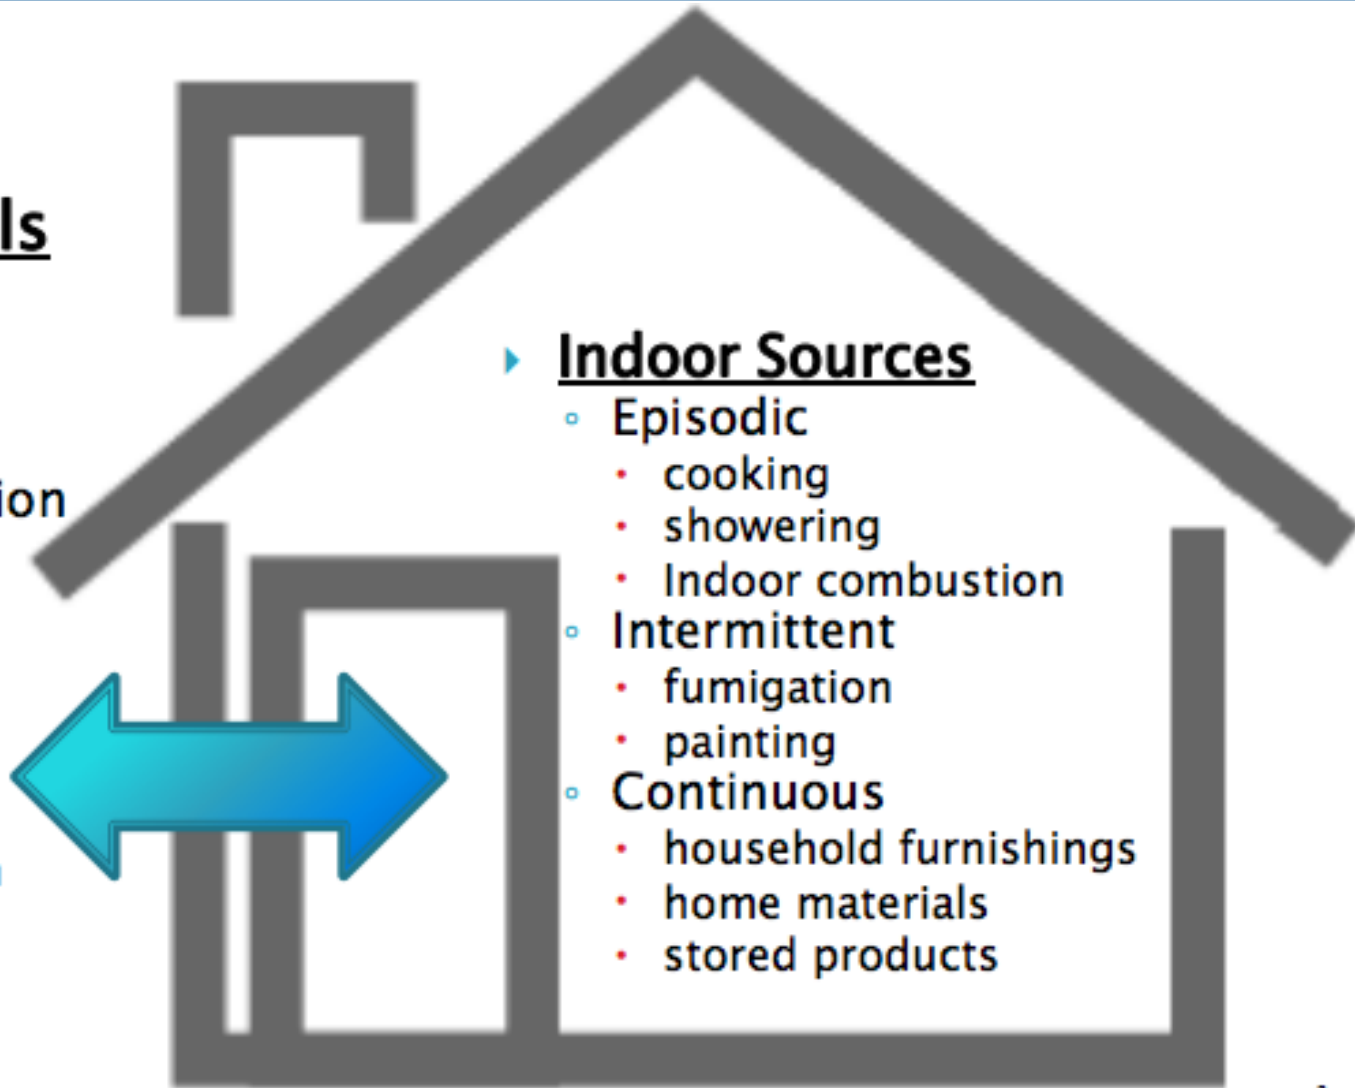 ls
ion
Indoor Sources
Episodic
cooking
showering
Indoor combustion
Intermittent
fumigation
painting
Continuous
household furnishings
home materials
stored products